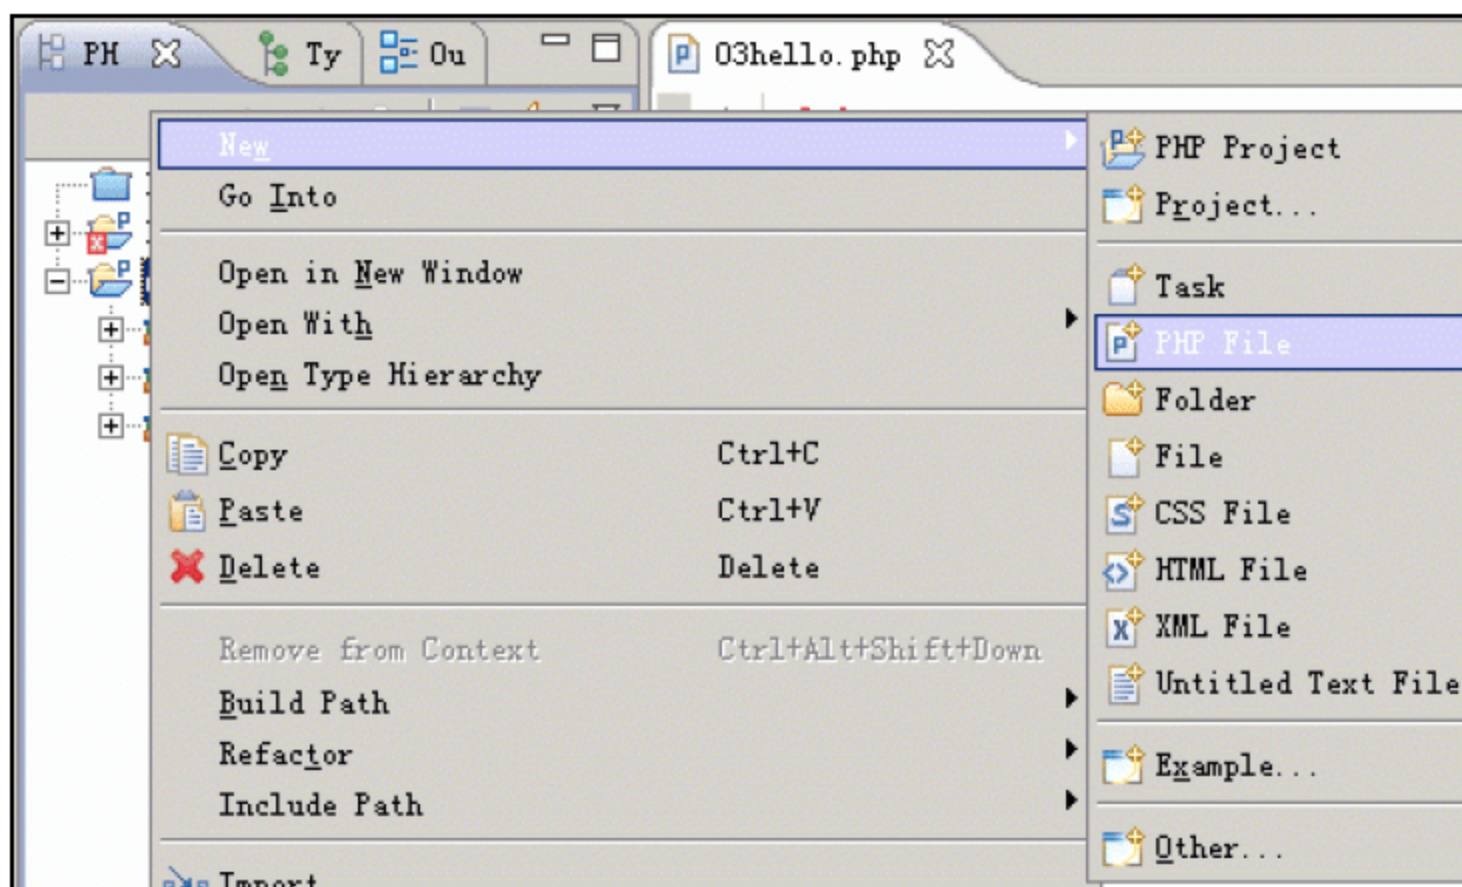 PH Ty Ou 03hello.php
New
Go Into
Open in New Window
Open With
Open Type Hierarchy
Copy Ctrl+C
Paste Ctrl+V
Delete Delete
Remove from Context Ctrl+Alt+Shift+Down
Build Path
Refactor
Include Path
Import
PHP Project
Project...
Task
PHP File
Folder
File
CSS File
HTML File
XML File
Untitled Text File
Example...
Other...